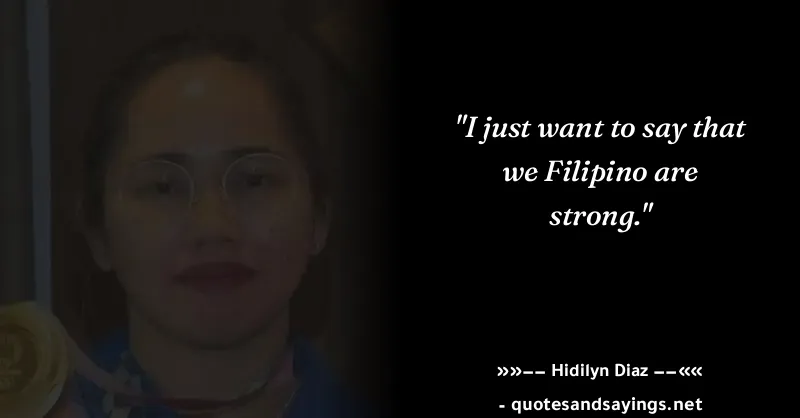 "I just want to say that
we Filipino are
strong."
»»−− Hidilyn Diaz −−««
- quotesandsayings.net